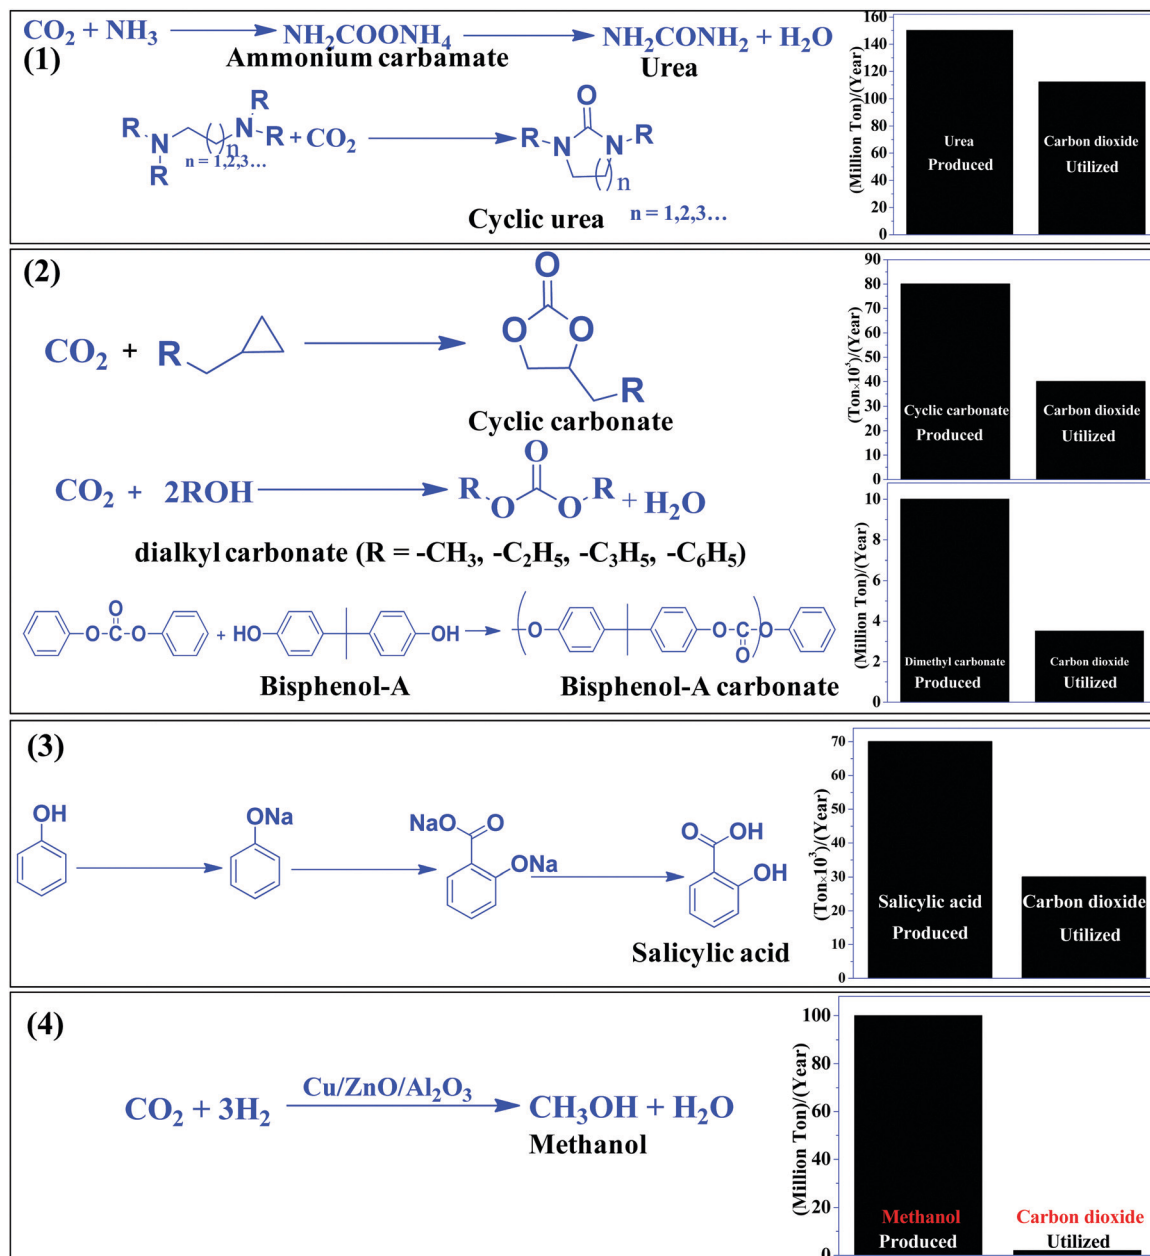 (1)
CO₂ + NH₃ NH₂COONH₄ NH₂CONH₂ + H₂O
Ammonium carbamate Urea
R R N N R R n + CO₂
n = 1,2,3...
O
R N N R
n
Cyclic urea n = 1,2,3...
(Million Ton)/(Year)
160
140
120
100
80
60
40
20
0
Urea
Produced
Carbon dioxide
Utilized
(2)
CO₂ + R
O
O O
R
Cyclic carbonate
(Year)
90
80
70
60
50
40
30
20
10
0
Cyclic carbonate
Produced
Carbon dioxide
Utilized
CO₂ + 2ROH
O
R O O R + H₂O
dialkyl carbonate (R = -CH₃, -C₂H₅, -C₃H₅, -C₆H₅)
O
O-C-O + HO OH
Bisphenol-A
O O-C-O
O
Bisphenol-A carbonate
(Million Ton)/(Year)
10
8
6
4
2
0
Dimethyl carbonate
Produced
Carbon dioxide
Utilized
(3)
OH
ONa
NaO O
ONa
O OH
OH
Salicylic acid
(Ton×10³)/(Year)
70
60
50
40
30
20
10
0
Salicylic acid
Produced
Carbon dioxide
Utilized
(4)
CO₂ + 3H₂ Cu/ZnO/Al₂O₃ CH₃OH + H₂O
Methanol
(Million Ton)/(Year)
100
80
60
40
20
0
Methanol
Produced
Carbon dioxide
Utilized